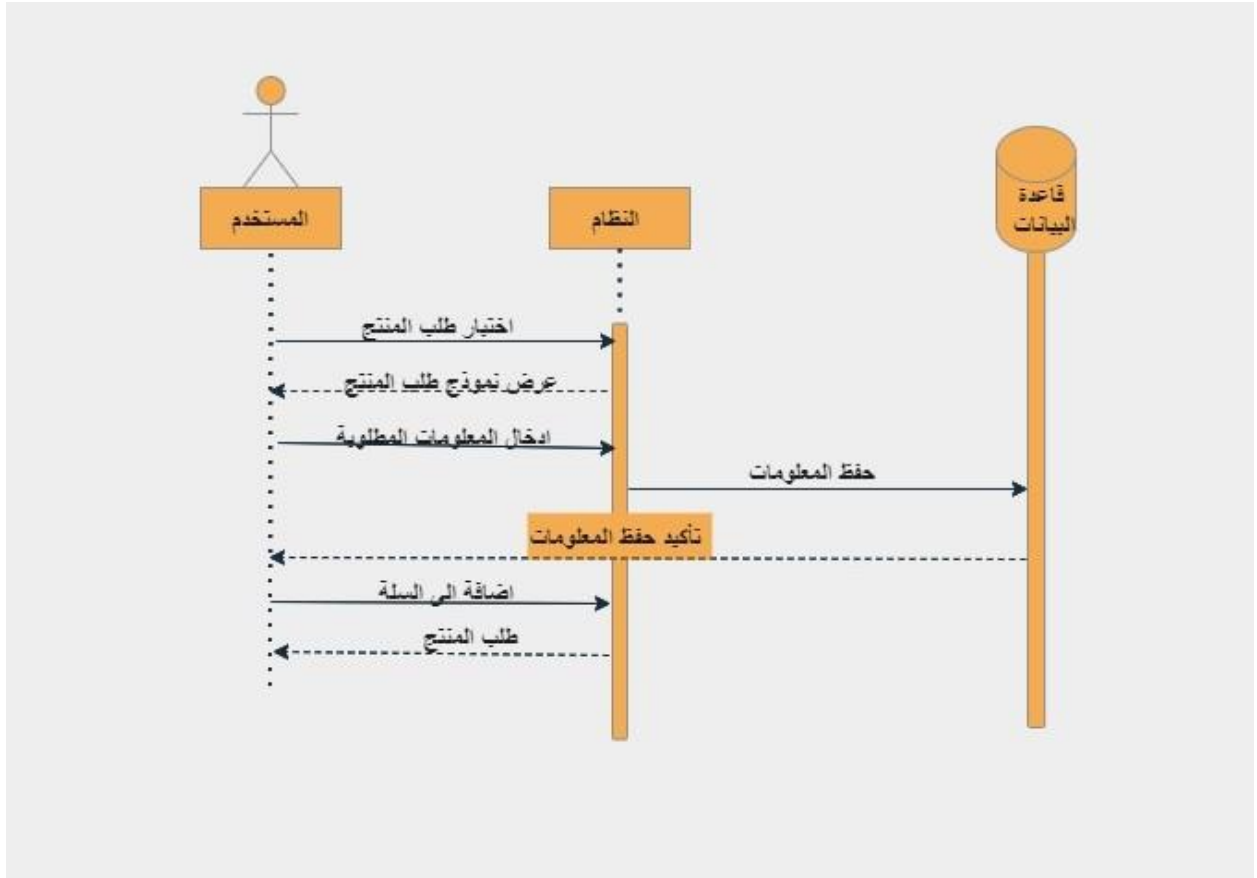 المستخدم
النظام
قاعدة
البيانات
اختيار طلب المنتج
عرض نموذج طلب المنتج
ادخال المعلومات المطلوبة
حفظ المعلومات
تأكيد حفظ المعلومات
اضافة الى السلة
طلب المنتج